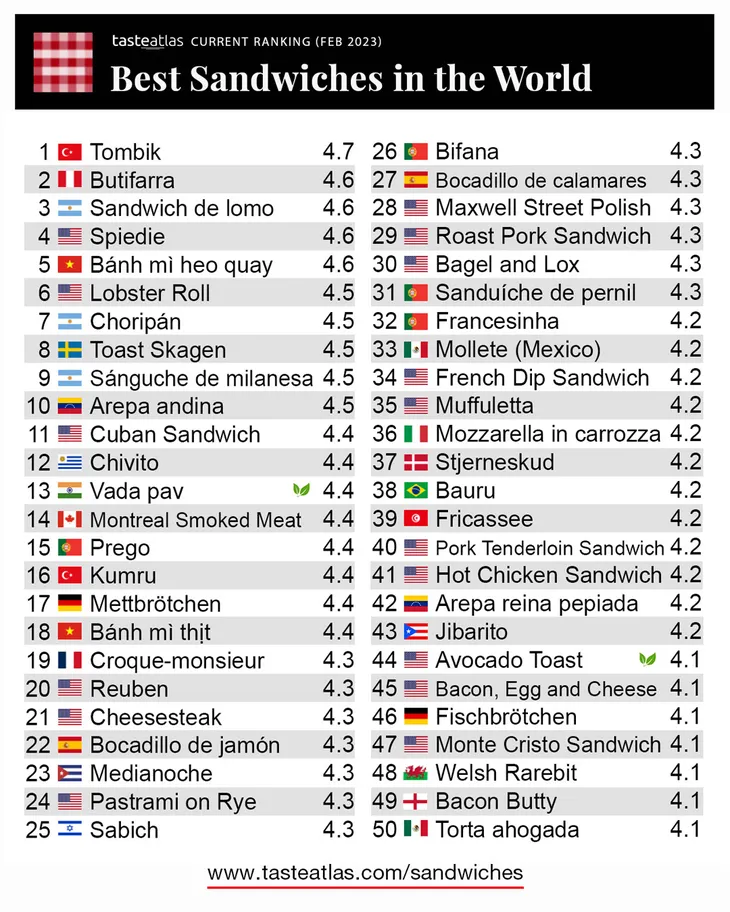 tasteatlas CURRENT RANKING (FEB 2023)
Best Sandwiches in the World
1 Tombik 4.7
2 Butifarra 4.6
3 Sandwich de lomo 4.6
4 Spiedie 4.6
5 Bánh mì heo quay 4.6
6 Lobster Roll 4.5
7 Choripán 4.5
8 Toast Skagen 4.5
9 Sánguche de milanesa 4.5
10 Arepa andina 4.5
11 Cuban Sandwich 4.4
12 Chivito 4.4
13 Vada pav 4.4
14 Montreal Smoked Meat 4.4
15 Prego 4.4
16 Kumru 4.4
17 Mettbrötchen 4.4
18 Bánh mì thịt 4.4
19 Croque-monsieur 4.3
20 Reuben 4.3
21 Cheesesteak 4.3
22 Bocadillo de jamón 4.3
23 Medianoche 4.3
24 Pastrami on Rye 4.3
25 Sabich 4.3
26 Bifana 4.3
27 Bocadillo de calamares 4.3
28 Maxwell Street Polish 4.3
29 Roast Pork Sandwich 4.3
30 Bagel and Lox 4.3
31 Sanduíche de pernil 4.3
32 Francesinha 4.2
33 Mollete (Mexico) 4.2
34 French Dip Sandwich 4.2
35 Muffuletta 4.2
36 Mozzarella in carrozza 4.2
37 Stjerneskud 4.2
38 Bauru 4.2
39 Fricassee 4.2
40 Pork Tenderloin Sandwich 4.2
41 Hot Chicken Sandwich 4.2
42 Arepa reina pepiada 4.2
43 Jibarito 4.2
44 Avocado Toast 4.1
45 Bacon, Egg and Cheese 4.1
46 Fischbrötchen 4.1
47 Monte Cristo Sandwich 4.1
48 Welsh Rarebit 4.1
49 Bacon Butty 4.1
50 Torta ahogada 4.1
www.tasteatlas.com/sandwiches